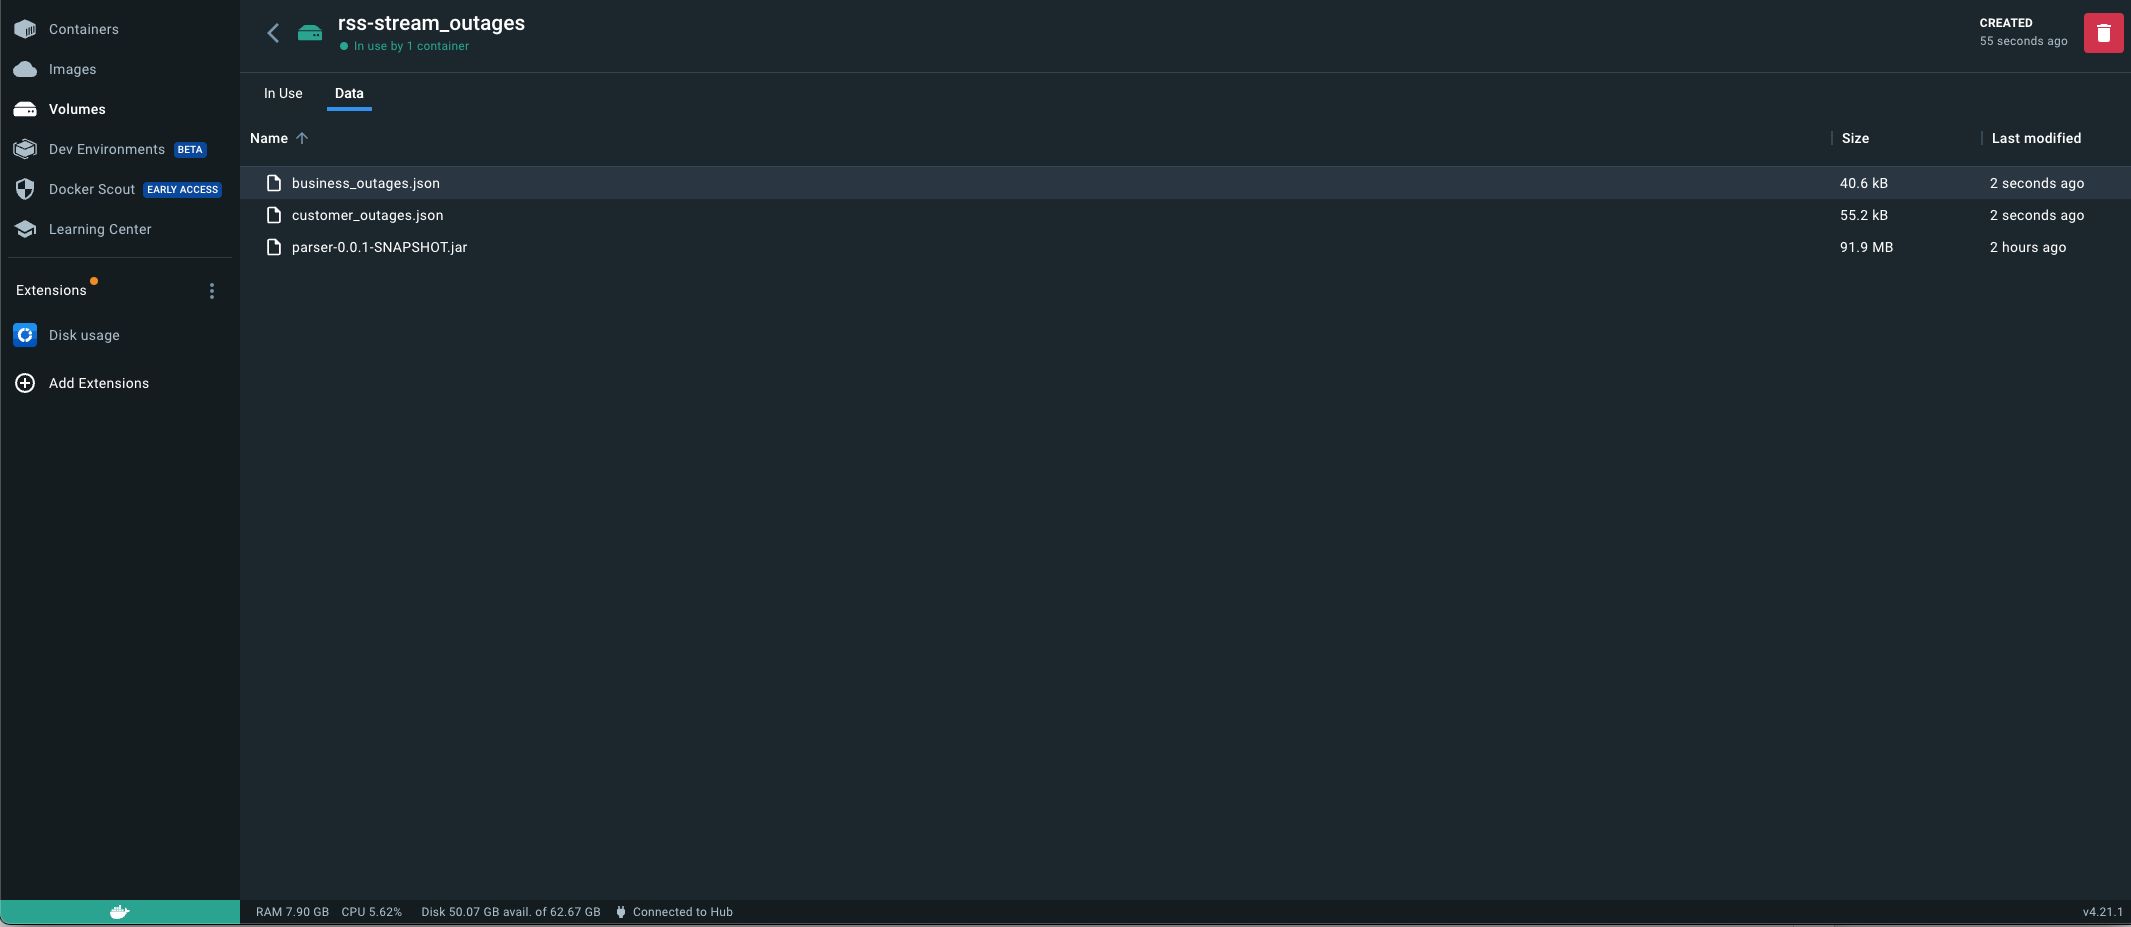 Containers
Images
Volumes
Dev Environments BETA
Docker Scout EARLY ACCESS
Learning Center
Extensions
Disk usage
Add Extensions
rss-stream_outages
In use by 1 container
CREATED
55 seconds ago
In Use Data
Name Size Last modified
business_outages.json 40.6 kB 2 seconds ago
customer_outages.json 55.2 kB 2 seconds ago
parser-0.0.1-SNAPSHOT.jar 91.9 MB 2 hours ago
RAM 7.90 GB CPU 5.62% Disk 50.07 GB avail. of 62.67 GB Connected to Hub v4.21.1